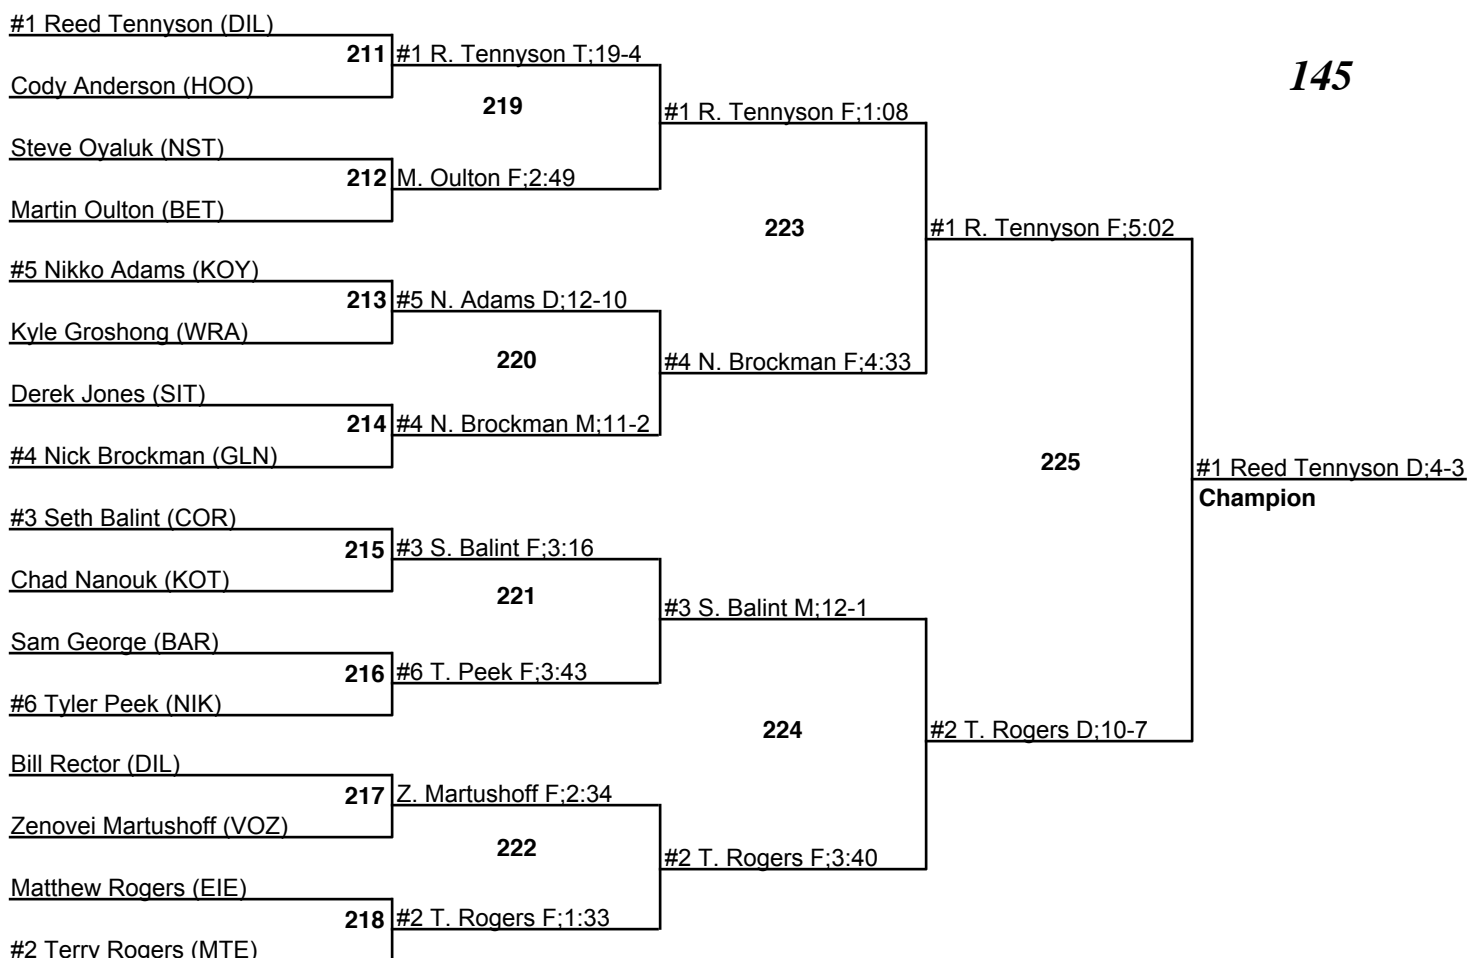 #1 Reed Tennyson (DIL)
211 #1 R. Tennyson T;19-4
145
Cody Anderson (HOO)
219
#1 R. Tennyson F;1:08
Steve Oyaluk (NST)
212 M. Oulton F;2:49
Martin Oulton (BET)
223
#1 R. Tennyson F;5:02
#5 Nikko Adams (KOY)
213 #5 N. Adams D;12-10
Kyle Groshong (WRA)
220
#4 N. Brockman F;4:33
Derek Jones (SIT)
214 #4 N. Brockman M;11-2
#4 Nick Brockman (GLN)
225
#1 Reed Tennyson D;4-3
Champion
#3 Seth Balint (COR)
215 #3 S. Balint F;3:16
Chad Nanouk (KOT)
221
#3 S. Balint M;12-1
Sam George (BAR)
216 #6 T. Peek F;3:43
#6 Tyler Peek (NIK)
224
#2 T. Rogers D;10-7
Bill Rector (DIL)
217 Z. Martushoff F;2:34
Zenovei Martushoff (VOZ)
222
#2 T. Rogers F;3:40
Matthew Rogers (EIE)
218 #2 T. Rogers F;1:33
#2 Terry Rogers (MTE)